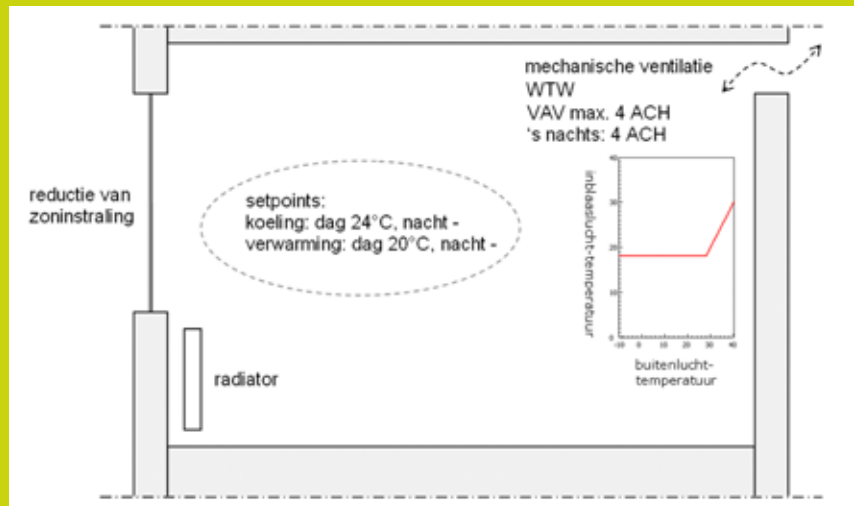 mechanische ventilatie
WTW
VAV max. 4 ACH
's nachts: 4 ACH
reductie van
zoninstraling
setpoints:
koeling: dag 24°C, nacht -
verwarming: dag 20°C, nacht -
inblaaslucht-temperatuur
40
30
20
10
0
-10 0 10 20 30 40
buitenlucht-
temperatuur
radiator